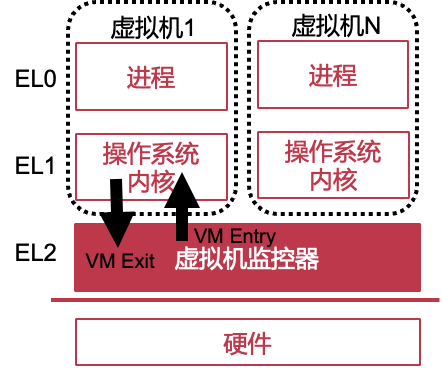 虚拟机1
虚拟机N
EL0
进程
进程
EL1
操作系统
内核
操作系统
内核
VM Entry
EL2
VM Exit
虚拟机监控器
硬件